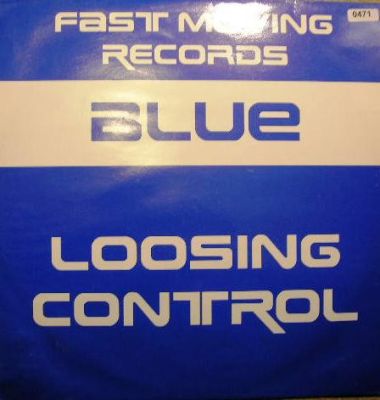 FAST MOVING
RECORDS
0471
BLUE
LOOSING
CONTROL